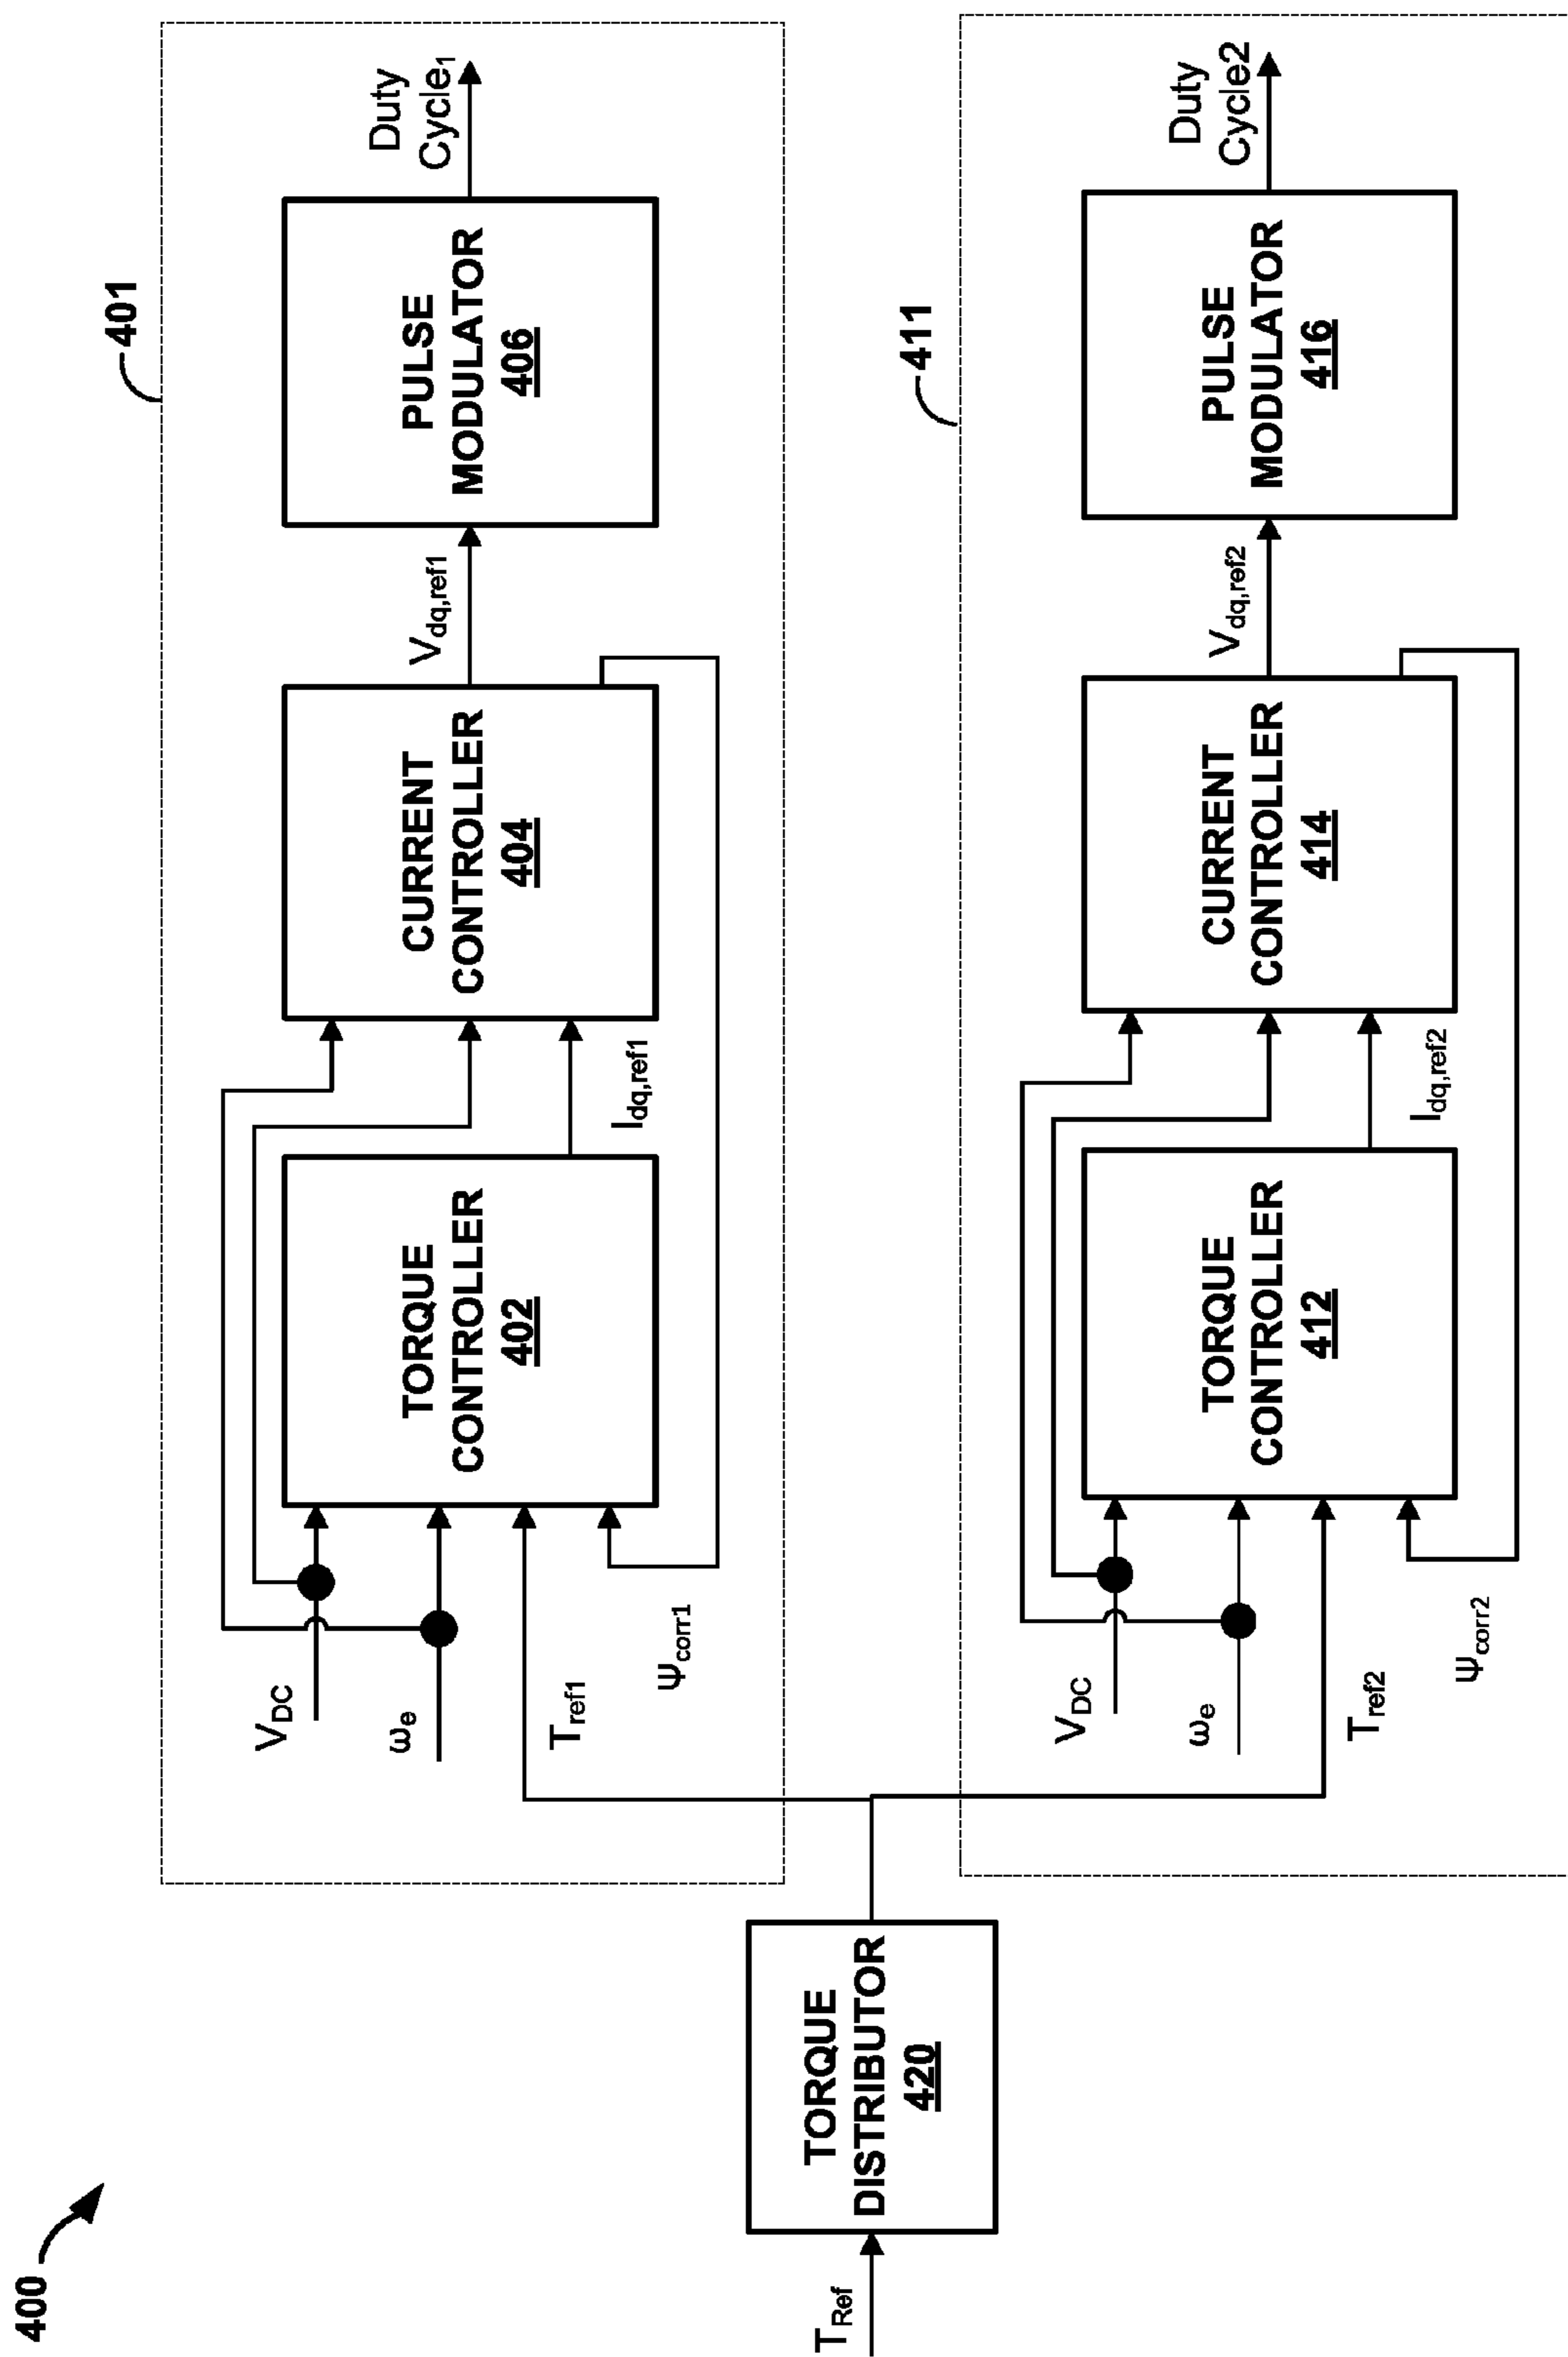 400
401
V_DC
ω_e
T_ref1
Ψ_corr1
TORQUE
CONTROLLER
402
I_dq,ref1
CURRENT
CONTROLLER
404
V_dq,ref1
PULSE
MODULATOR
406
Duty
Cycle₁
T_Ref
TORQUE
DISTRIBUTOR
420
411
V_DC
ω_e
T_ref2
Ψ_corr2
TORQUE
CONTROLLER
412
I_dq,ref2
CURRENT
CONTROLLER
414
V_dq,ref2
PULSE
MODULATOR
416
Duty
Cycle2